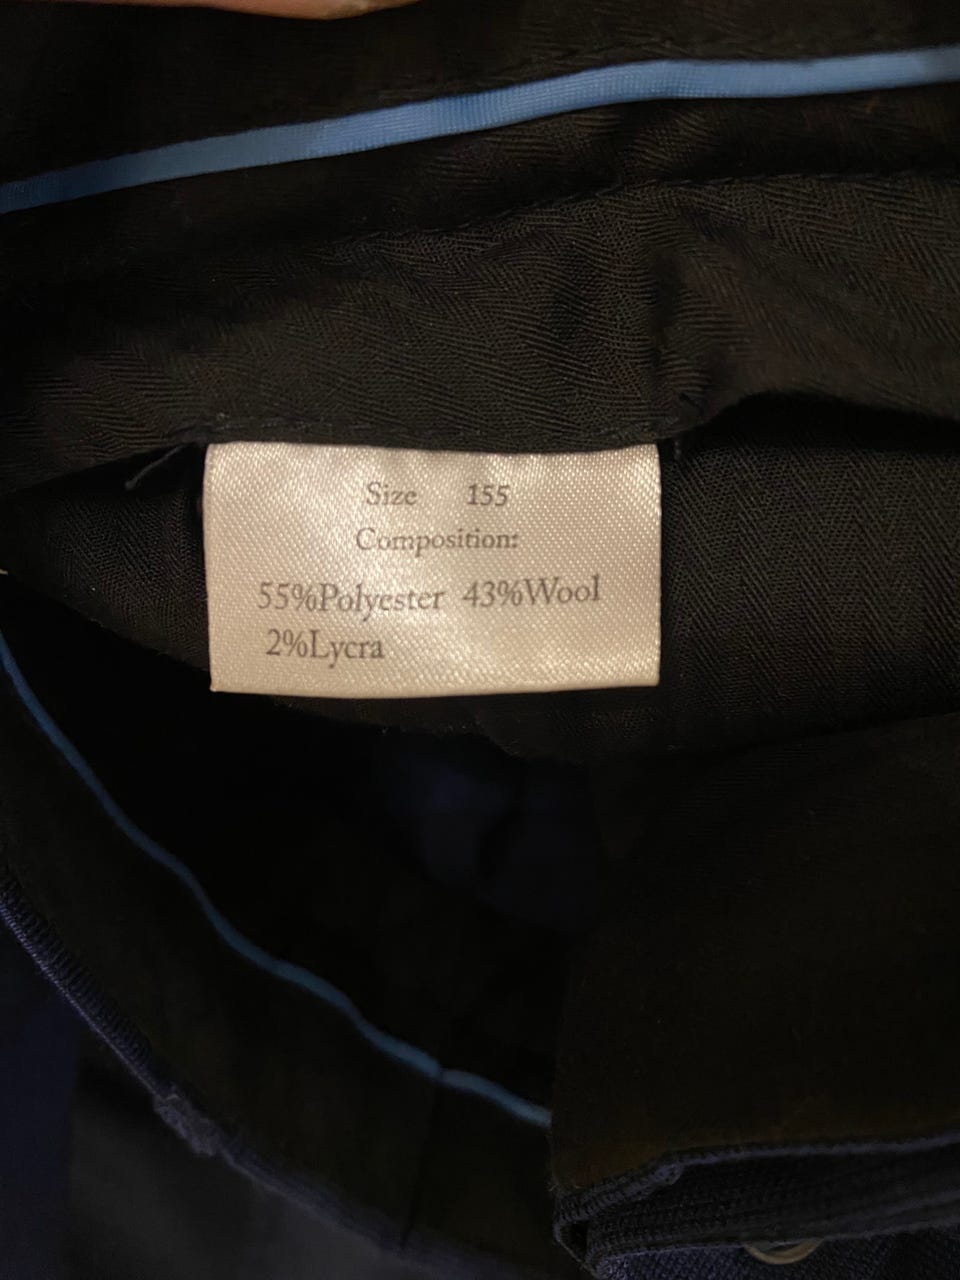 Size 155
Composition:
55%Polyester 43%Wool
2%Lycra